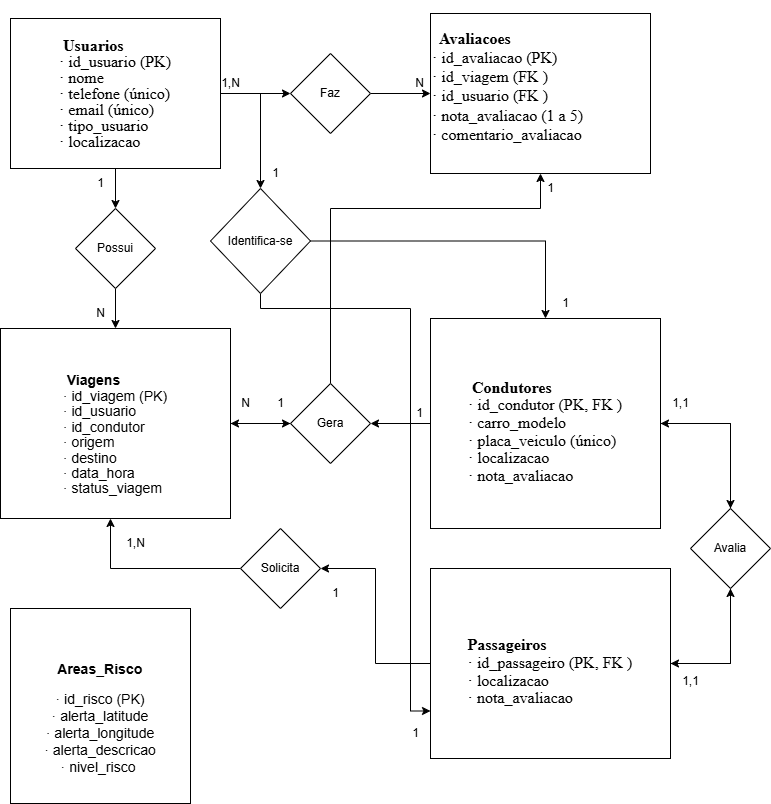 Usuarios
· id_usuario (PK)
· nome
· telefone (único)
· email (único)
· tipo_usuario
· localizacao
1,N
Faz
N
Avaliacoes
· id_avaliacao (PK)
· id_viagem (FK )
· id_usuario (FK )
· nota_avaliacao (1 a 5)
· comentario_avaliacao
1
1
1
Possui
Identifica-se
N
1
Viagens
· id_viagem (PK)
· id_usuario
· id_condutor
· origem
· destino
· data_hora
· status_viagem
N
1
Gera
1
Condutores
· id_condutor (PK, FK )
· carro_modelo
· placa_veiculo (único)
· localizacao
· nota_avaliacao
1,1
Avalia
1,N
Solicita
1
Passageiros
· id_passageiro (PK, FK )
· localizacao
· nota_avaliacao
1,1
1
Areas_Risco
· id_risco (PK)
· alerta_latitude
· alerta_longitude
· alerta_descricao
· nivel_risco